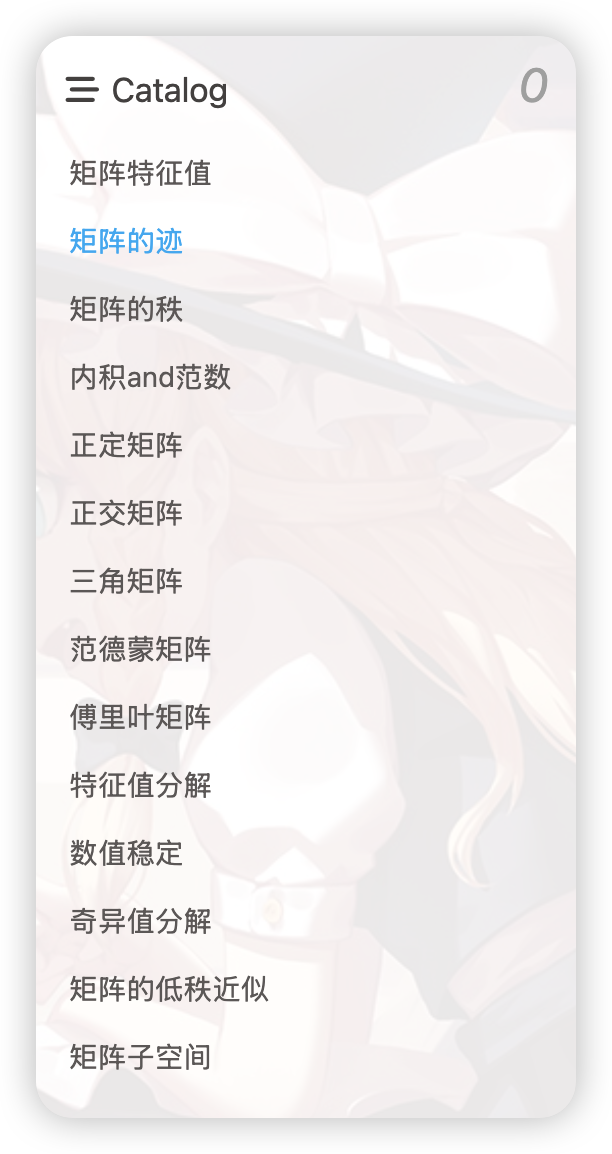 Catalog
0
矩阵特征值
矩阵的迹
矩阵的秩
内积and范数
正定矩阵
正交矩阵
三角矩阵
范德蒙矩阵
傅里叶矩阵
特征值分解
数值稳定
奇异值分解
矩阵的低秩近似
矩阵子空间